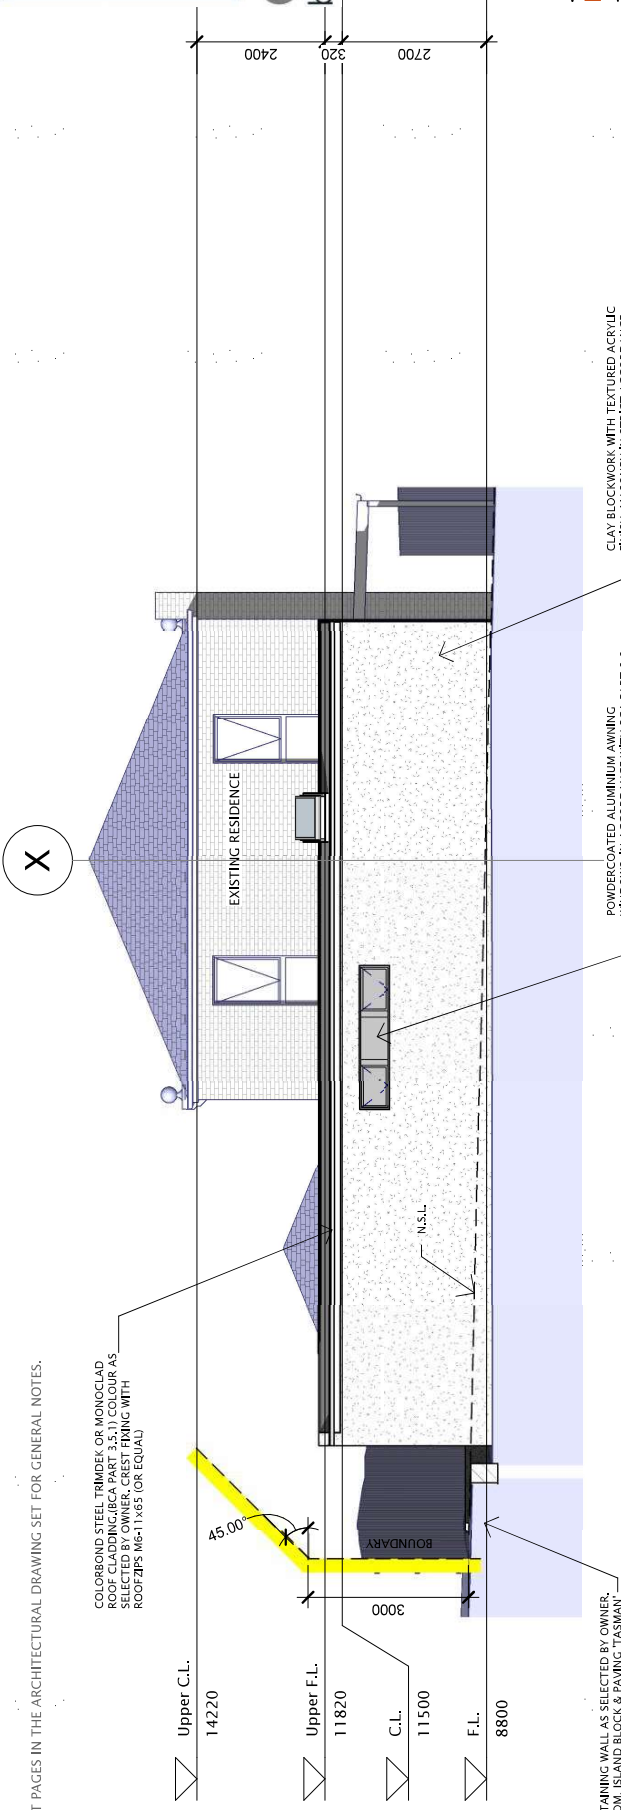 T PAGES IN THE ARCHITECTURAL DRAWING SET FOR GENERAL NOTES.
X
COLORBOND STEEL TRIMDEK OR MONOCLAD
ROOF CLADDING.(BCA PART 3.5.1) COLOUR AS
SELECTED BY OWNER. CREST FIXING WITH
ROOFZIPS M6-11x65 (OR EQUAL)
45.00°
EXISTING RESIDENCE
2400
320
2700
Upper C.L.
14220
Upper F.L.
11820
C.L.
11500
F.L.
8800
3000
BOUNDARY
N.S.L.
TAINING WALL AS SELECTED BY OWNER.
OM. ISLAND BLOCK & PAVING 'TASMAN'
POWDERCOATED ALUMINIUM AWNING
CLAY BLOCKWORK WITH TEXTURED ACRYLIC